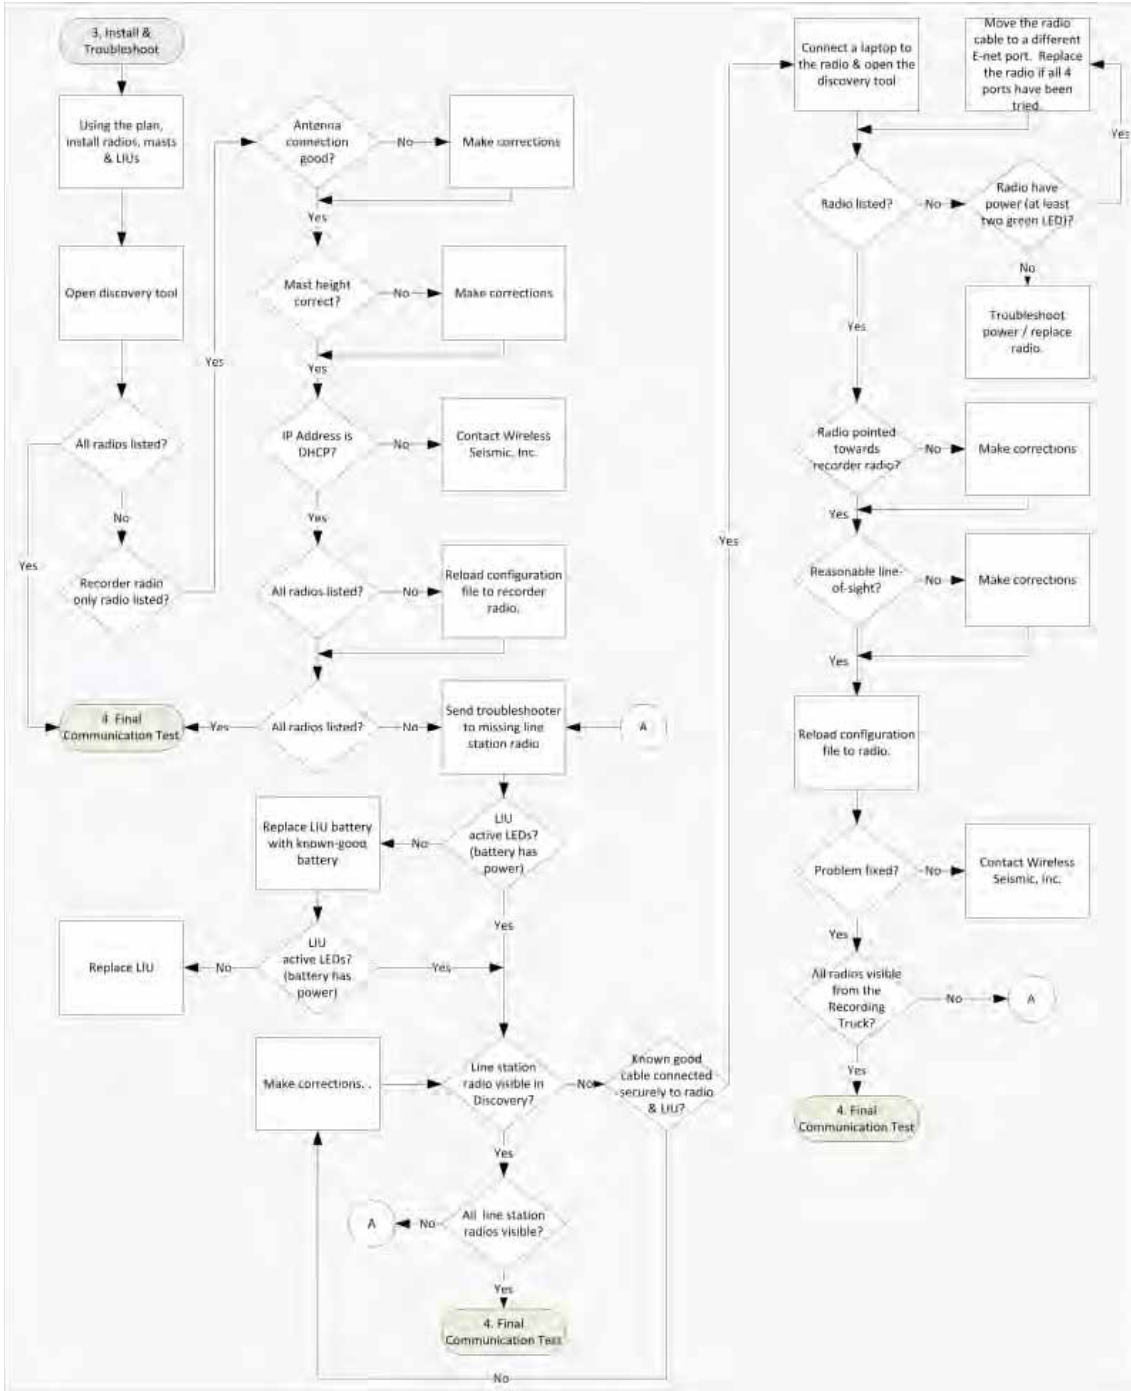 3. Install &
Troubleshoot
Using the plan,
install radios, masts
& LIUs
Open discovery tool
All radios listed?
No
Yes
Recorder radio
only radio listed?
Yes
4. Final
Communication Test
Antenna
connection
good?
No
Make corrections
Yes
Mast height
correct?
No
Make corrections
Yes
IP Address is
DHCP?
No
Contact Wireless
Seismic, Inc.
Yes
All radios listed?
No
Reload configuration
file to recorder
radio.
All radios listed?
Yes
No
Send troubleshooter
to missing line
station radio
A
LIU
active LEDs?
(battery has
power)
No
Replace LIU battery
with known-good
battery
Yes
LIU
active LEDs?
(battery has
power)
No
Replace LIU
Yes
Line station
radio visible in
Discovery?
Make corrections. .
No
Known good
cable connected
securely to radio
& LIU?
Yes
No
Yes
All line station
radios visible?
No
A
Yes
4. Final
Communication Test
Connect a laptop to
the radio & open the
discovery tool
Move the radio
cable to a different
E-net port. Replace
the radio if all 4
ports have been
tried.
Yes
Radio listed?
No
Radio have
power (at least
two green LED)?
No
Troubleshoot
power / replace
radio.
Yes
Radio pointed
towards
recorder radio?
No
Make corrections
Yes
Reasonable line-
of-sight?
No
Make corrections
Yes
Reload configuration
file to radio.
Problem fixed?
No
Contact Wireless
Seismic, Inc.
Yes
All radios visible
from the
Recording
Truck?
No
A
Yes
4. Final
Communication Test